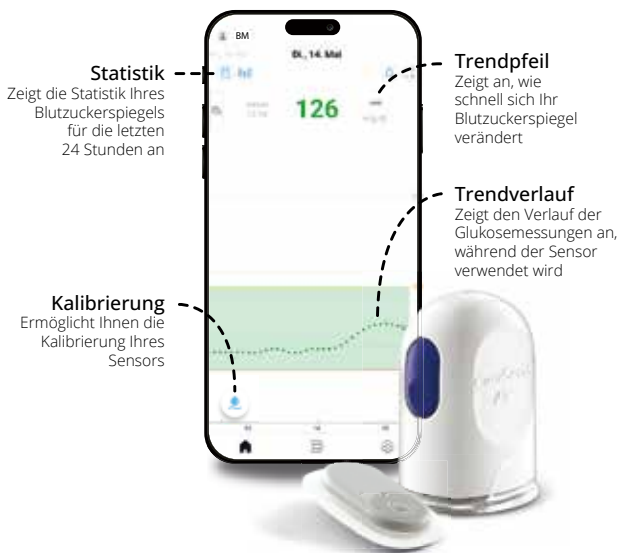 BM
Di., 14. Mai
126
Statistik
Zeigt die Statistik Ihres
Blutzuckerspiegels
für die letzten
24 Stunden an
Trendpfeil
Zeigt an, wie
schnell sich Ihr
Blutzuckerspiegel
verändert
Trendverlauf
Zeigt den Verlauf der
Glukosemessungen an,
während der Sensor
verwendet wird
Kalibrierung
Ermöglicht Ihnen die
Kalibrierung Ihres
Sensors